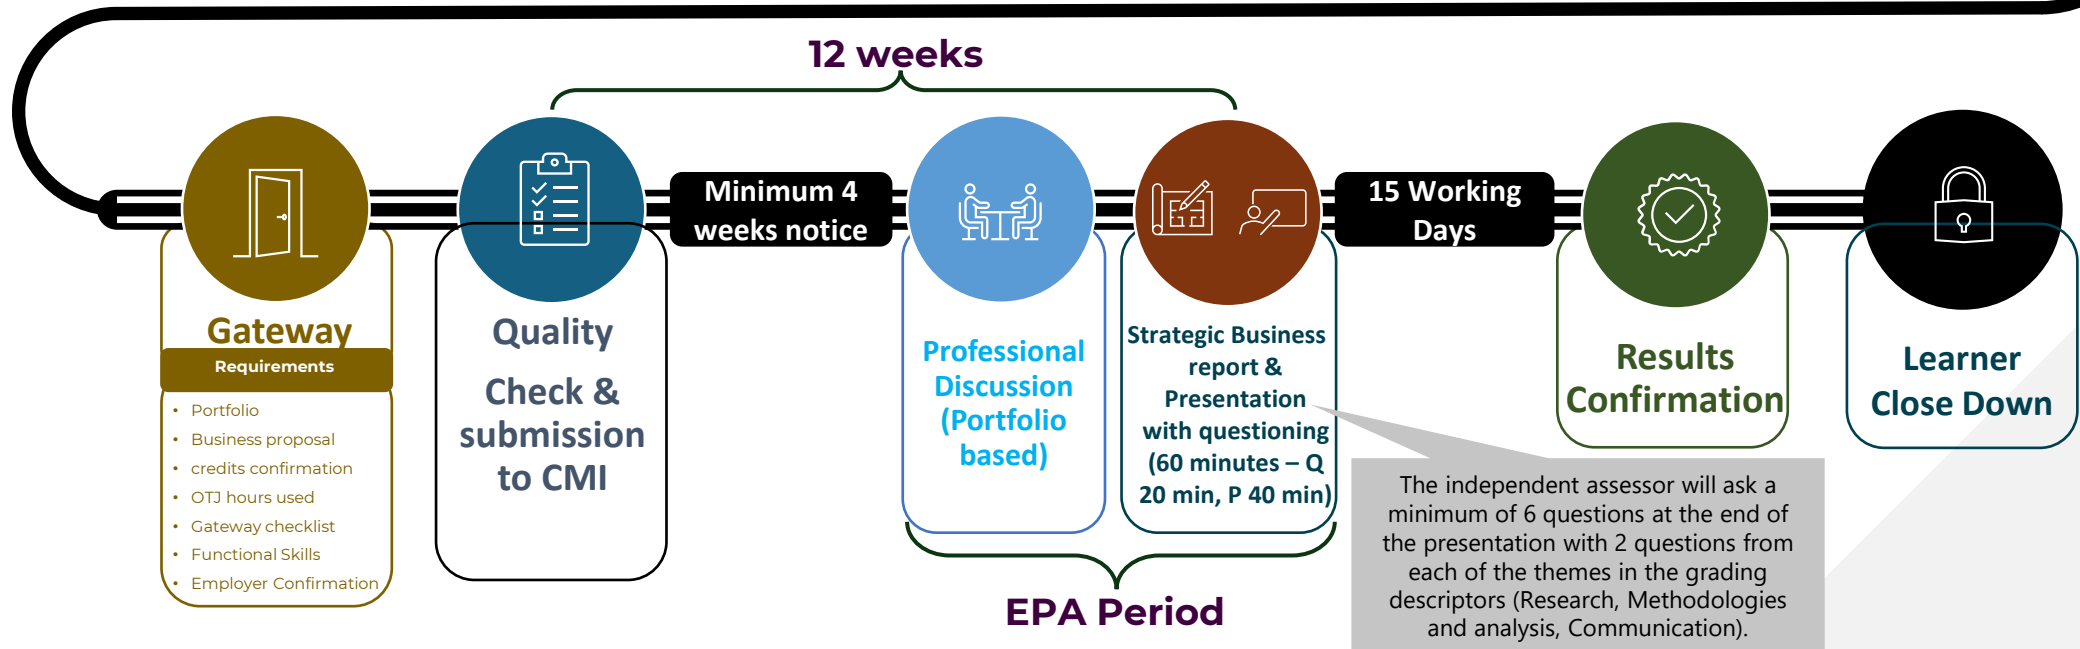 12 weeks
Gateway
Requirements
• Portfolio
• Business proposal
• credits confirmation
• OTJ hours used
• Gateway checklist
• Functional Skills
• Employer Confirmation
Quality
Check &
submission
to CMI
Minimum 4
weeks notice
Professional
Discussion
(Portfolio
based)
Strategic Business
report &
Presentation
with questioning
(60 minutes – Q
20 min, P 40 min)
EPA Period
15 Working
Days
The independent assessor will ask a
minimum of 6 questions at the end of
the presentation with 2 questions from
each of the themes in the grading
descriptors (Research, Methodologies
and analysis, Communication).
Results
Confirmation
Learner
Close Down